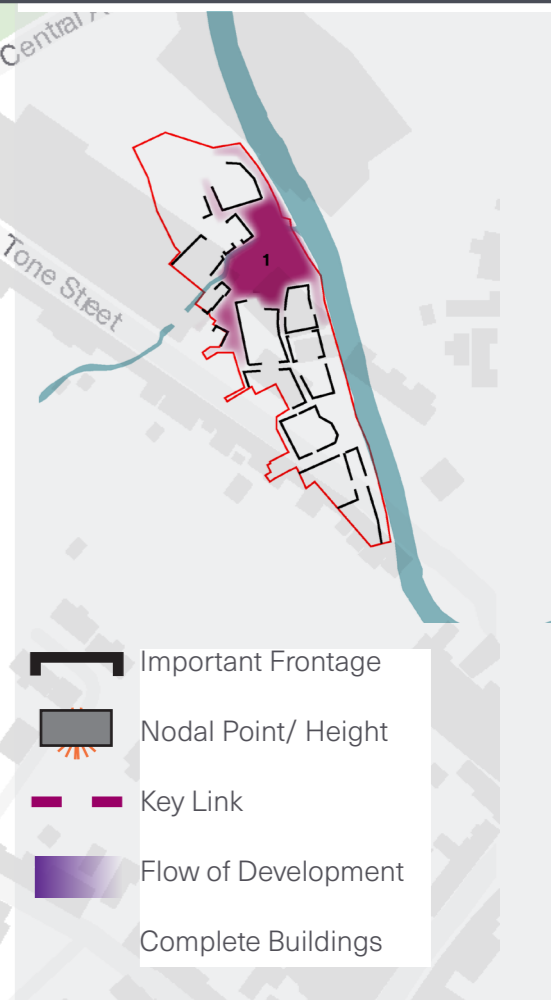 Central
Tone Street
1
Important Frontage
Nodal Point/ Height
Key Link
Flow of Development
Complete Buildings